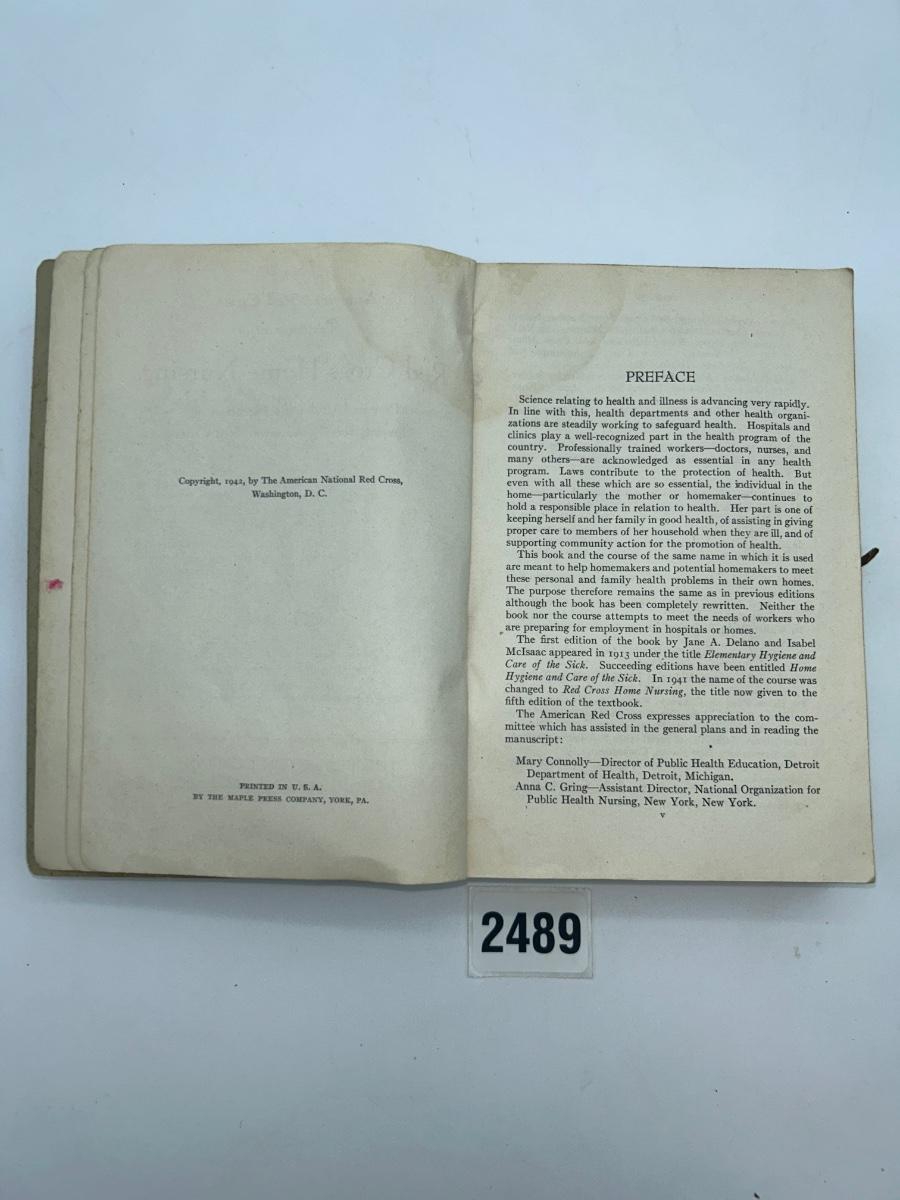 Copyright, 1942, by The American National Red Cross,
Washington, D. C.
PRINTED IN U. S. A.
BY THE MAPLE PRESS COMPANY, YORK, PA.
PREFACE
Science relating to health and illness is advancing very rapidly.
In line with this, health departments and other health organi-
zations are steadily working to safeguard health. Hospitals and
clinics play a well-recognized part in the health program of the
country. Professionally trained workers—doctors, nurses, and
many others—are acknowledged as essential in any health
program. Laws contribute to the protection of health. But
even with all these which are so essential, the individual in the
home—particularly the mother or homemaker—continues to
hold a responsible place in relation to health. Her part is one of
keeping herself and her family in good health, of assisting in giving
proper care to members of her household when they are ill, and of
supporting community action for the promotion of health.
This book and the course of the same name in which it is used
are meant to help homemakers and potential homemakers to meet
these personal and family health problems in their own homes.
The purpose therefore remains the same as in previous editions
although the book has been completely rewritten. Neither the
book nor the course attempts to meet the needs of workers who
are preparing for employment in hospitals or homes.
The first edition of the book by Jane A. Delano and Isabel
McIsaac appeared in 1913 under the title Elementary Hygiene and
Care of the Sick. Succeeding editions have been entitled Home
Hygiene and Care of the Sick. In 1941 the name of the course was
changed to Red Cross Home Nursing, the title now given to the
fifth edition of the textbook.
The American Red Cross expresses appreciation to the com-
mittee which has assisted in the general plans and in reading the
manuscript:
Mary Connolly—Director of Public Health Education, Detroit
Department of Health, Detroit, Michigan.
Anna C. Gring—Assistant Director, National Organization for
Public Health Nursing, New York, New York.
v
2489